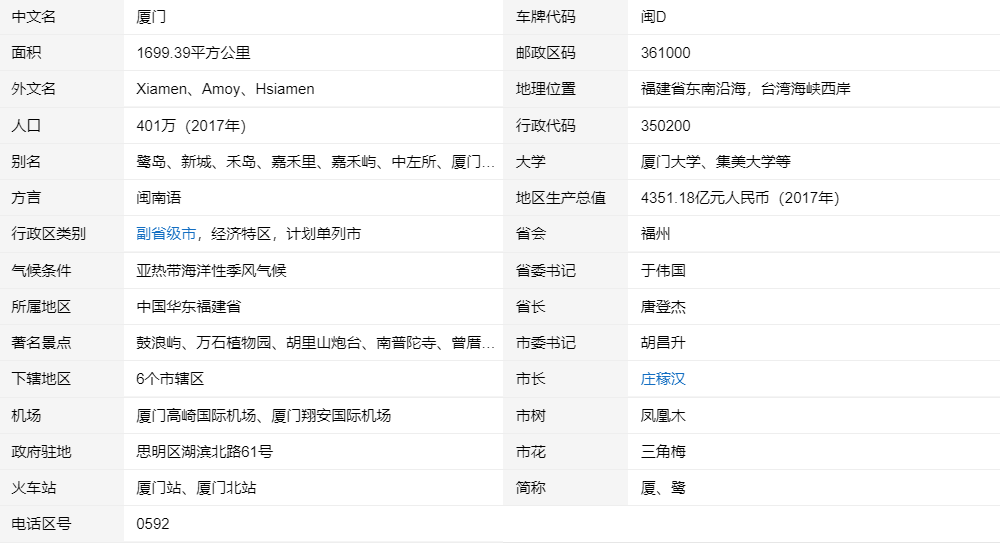 中文名 厦门 车牌代码 闽D
面积 1699.39平方公里 邮政区码 361000
外文名 Xiamen、Amoy、Hsiamen 地理位置 福建省东南沿海，台湾海峡西岸
人口 401万（2017年） 行政代码 350200
别名 鹭岛、新城、禾岛、嘉禾里、嘉禾屿、中左所、厦门... 大学 厦门大学、集美大学等
方言 闽南语 地区生产总值 4351.18亿元人民币（2017年）
行政区类别 副省级市，经济特区，计划单列市 省会 福州
气候条件 亚热带海洋性季风气候 省委书记 于伟国
所属地区 中国华东福建省 省长 唐登杰
著名景点 鼓浪屿、万石植物园、胡里山炮台、南普陀寺、曾厝... 市委书记 胡昌升
下辖地区 6个市辖区 市长 庄稼汉
机场 厦门高崎国际机场、厦门翔安国际机场 市树 凤凰木
政府驻地 思明区湖滨北路61号 市花 三角梅
火车站 厦门站、厦门北站 简称 厦、鹭
电话区号 0592